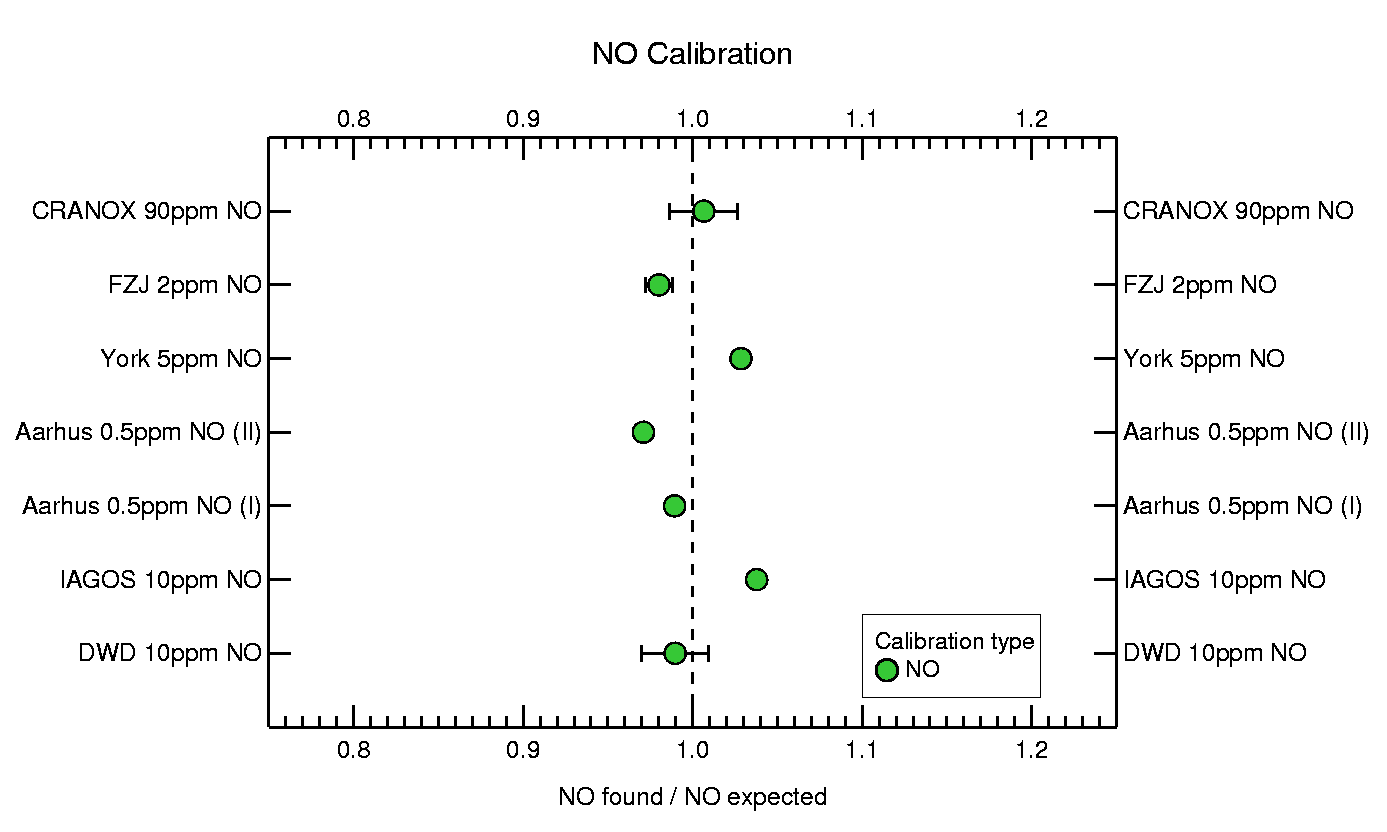 NO Calibration
0.8 0.9 1.0 1.1 1.2
CRANOX 90ppm NO CRANOX 90ppm NO
FZJ 2ppm NO FZJ 2ppm NO
York 5ppm NO York 5ppm NO
Aarhus 0.5ppm NO (II) Aarhus 0.5ppm NO (II)
Aarhus 0.5ppm NO (I) Aarhus 0.5ppm NO (I)
IAGOS 10ppm NO IAGOS 10ppm NO
Calibration type
DWD 10ppm NO DWD 10ppm NO
NO
0.8 0.9 1.0 1.1 1.2
NO found / NO expected